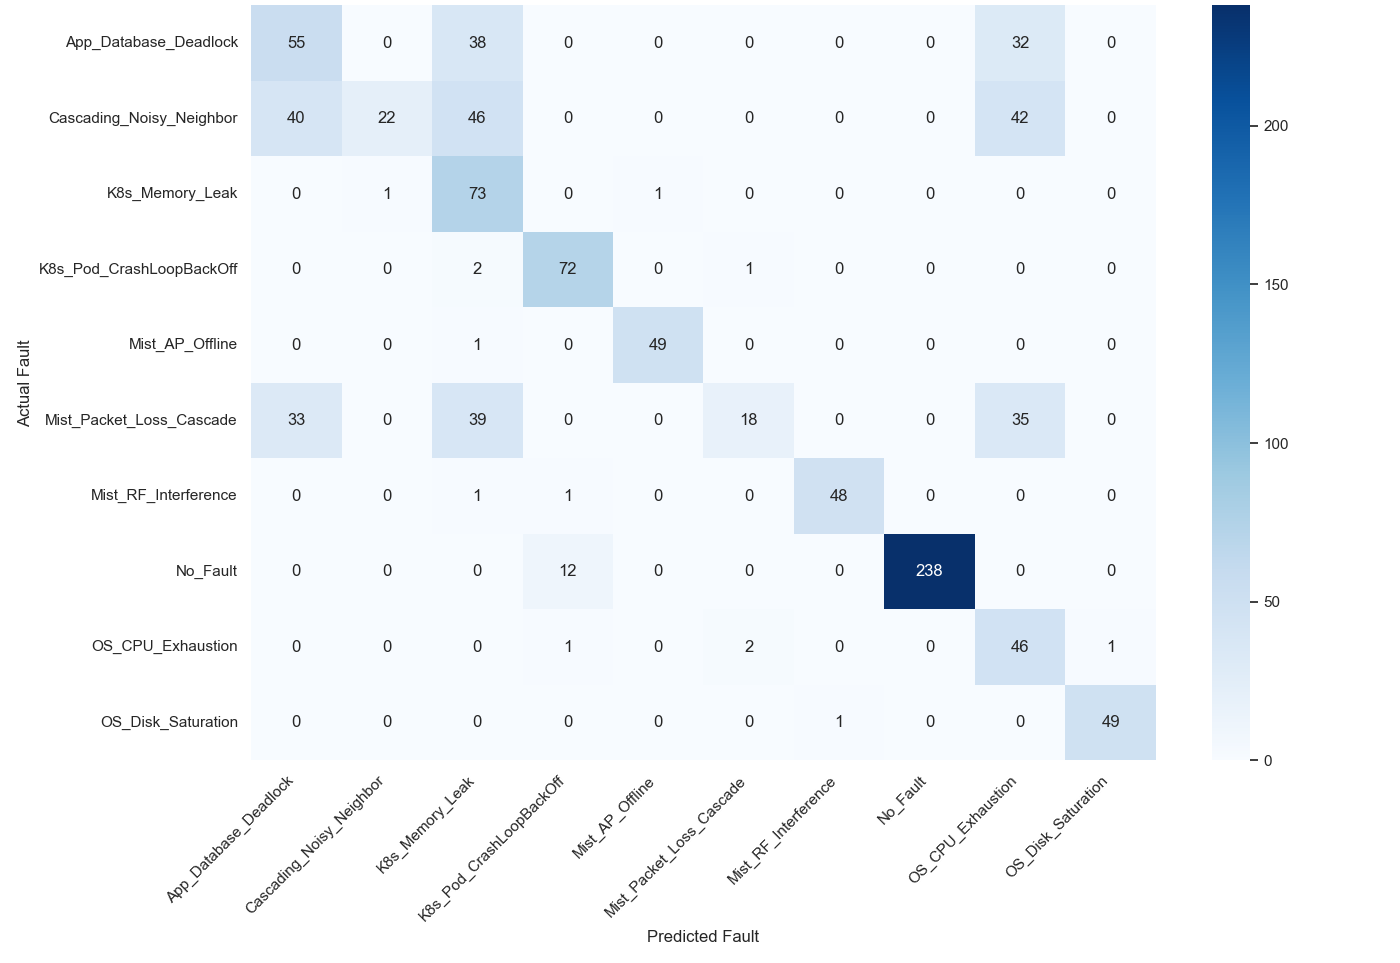 App_Database_Deadlock 55 0 38 0 0 0 0 0 32 0
Cascading_Noisy_Neighbor 40 22 46 0 0 0 0 0 42 0
K8s_Memory_Leak 0 1 73 0 1 0 0 0 0 0
K8s_Pod_CrashLoopBackOff 0 0 2 72 0 1 0 0 0 0
Mist_AP_Offline 0 0 1 0 49 0 0 0 0 0
Mist_Packet_Loss_Cascade 33 0 39 0 0 18 0 0 35 0
Mist_RF_Interference 0 0 1 1 0 0 48 0 0 0
No_Fault 0 0 0 12 0 0 0 238 0 0
OS_CPU_Exhaustion 0 0 0 1 0 2 0 0 46 1
OS_Disk_Saturation 0 0 0 0 0 0 1 0 0 49
Actual Fault
App_Database_Deadlock
Cascading_Noisy_Neighbor
K8s_Memory_Leak
K8s_Pod_CrashLoopBackOff
Mist_AP_Offline
Mist_Packet_Loss_Cascade
Mist_RF_Interference
No_Fault
OS_CPU_Exhaustion
OS_Disk_Saturation
Predicted Fault
200
150
100
50
0